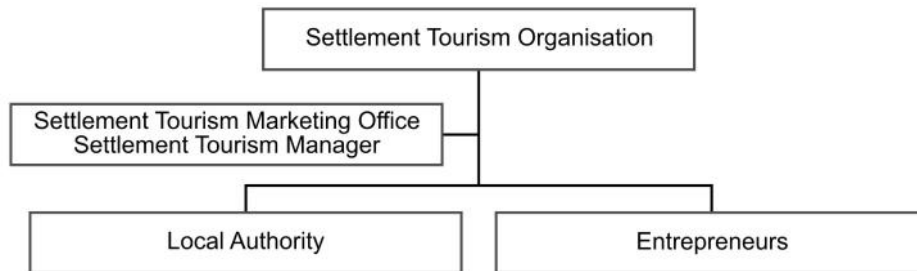 Settlement Tourism Organisation
Settlement Tourism Marketing Office
Settlement Tourism Manager
Local Authority
Entrepreneurs